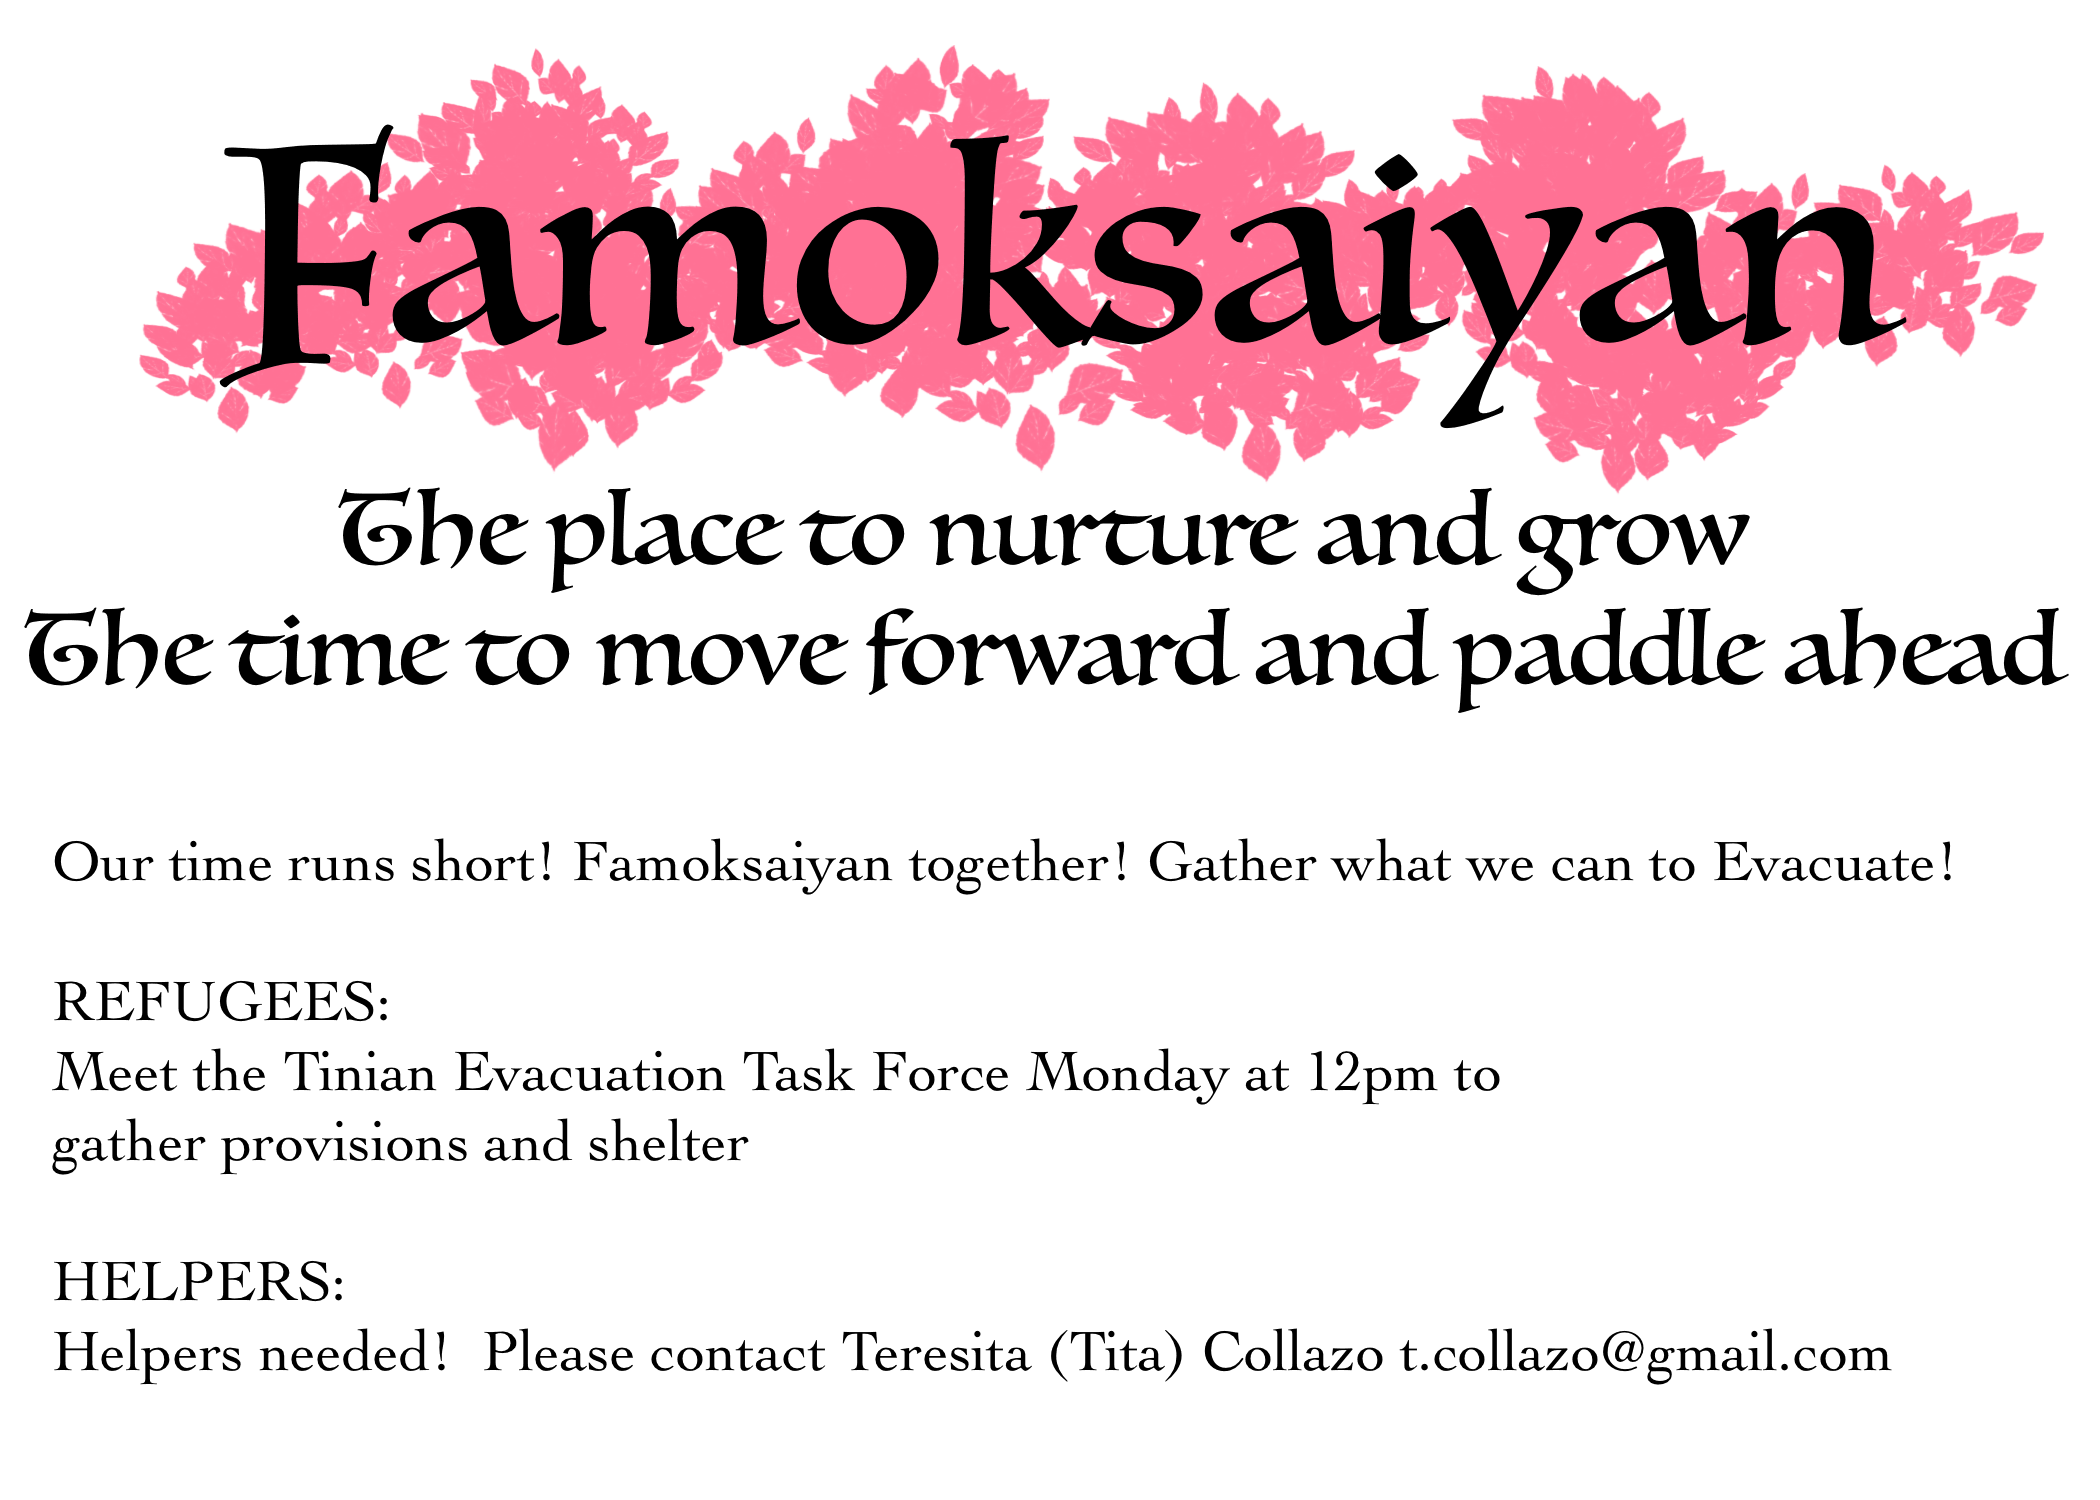 Famoksaiyan
The place to nurture and grow
The time to move forward and paddle ahead
Our time runs short! Famoksaiyan together! Gather what we can to Evacuate!
REFUGEES:
Meet the Tinian Evacuation Task Force Monday at 12pm to
gather provisions and shelter
HELPERS:
Helpers needed!  Please contact Teresita (Tita) Collazo t.collazo@gmail.com